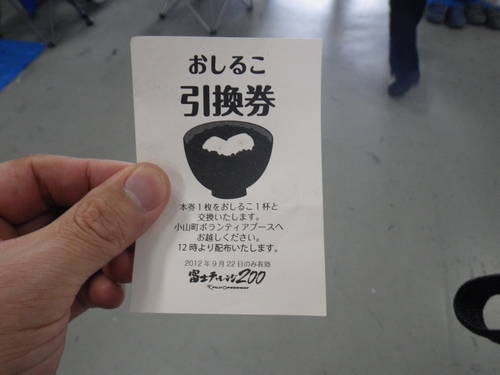 おしるこ
引換券
本券1枚をおしるこ1杯と
交換いたします。
小山町ボランティアブースへ
お越しください。
12時より配布いたします。
2012年9月22日のみ有効
富士チャレンジ200
FUJI SPEEDWAY